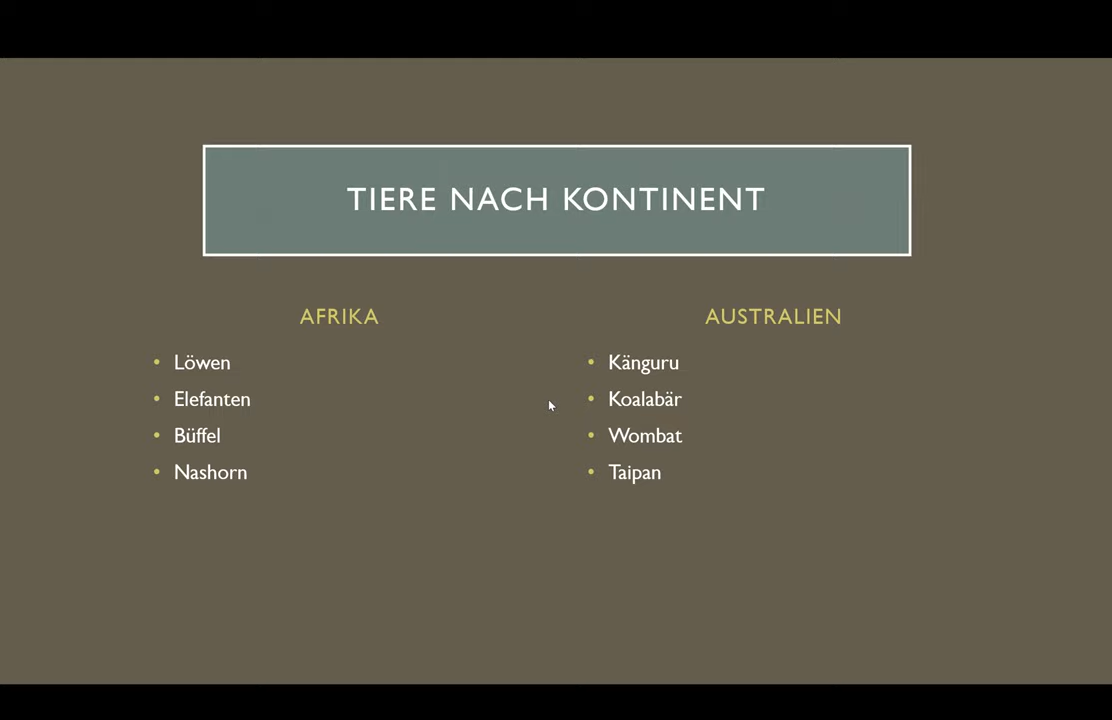 TIERE NACH KONTINENT
AFRIKA
• Löwen
• Elefanten
• Büffel
• Nashorn
AUSTRALIEN
• Känguru
• Koalabär
• Wombat
• Taipan